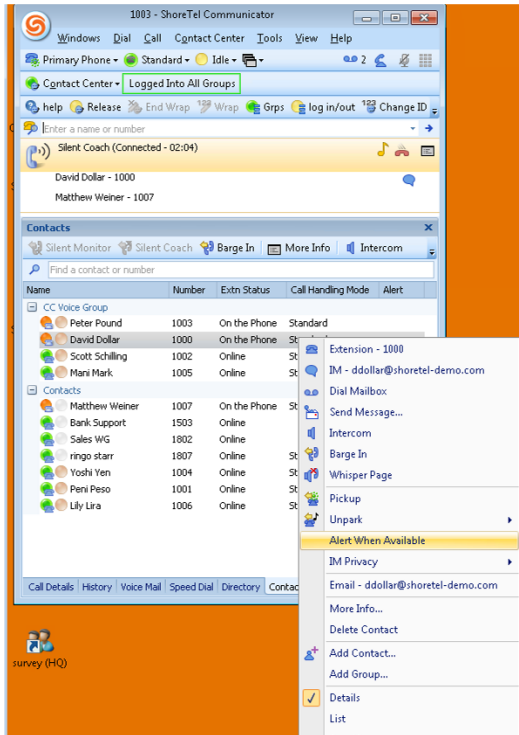 1003 - ShoreTel Communicator
Windows Dial Call Contact Center Tools View Help
Primary Phone Standard Idle 2
Contact Center Logged Into All Groups
help Release End Wrap Wrap Grps log in/out Change ID
Enter a name or number
Silent Coach (Connected - 02:04)
David Dollar - 1000
Matthew Weiner - 1007
Contacts
Silent Monitor Silent Coach Barge In More Info Intercom
Find a contact or number
Name Number Extn Status Call Handling Mode Alert
CC Voice Group
Peter Pound 1003 On the Phone Standard
David Dollar 1000 On the Phone Standard
Scott Schilling 1002 Online St
Mani Mark 1005 Online St
Contacts
Matthew Weiner 1007 On the Phone St
Bank Support 1503 Online
Sales WG 1802 Online
ringo starr 1807 Online St
Yoshi Yen 1004 Online St
Peni Peso 1001 Online St
Lily Lira 1006 Online St
Call Details History Voice Mail Speed Dial Directory Contac
Extension - 1000
IM - ddollar@shoretel-demo.com
Dial Mailbox
Send Message...
Intercom
Barge In
Whisper Page
Pickup
Unpark
Alert When Available
IM Privacy
Email - ddollar@shoretel-demo.com
More Info...
Delete Contact
Add Contact...
Add Group...
Details
List
survey (HQ)